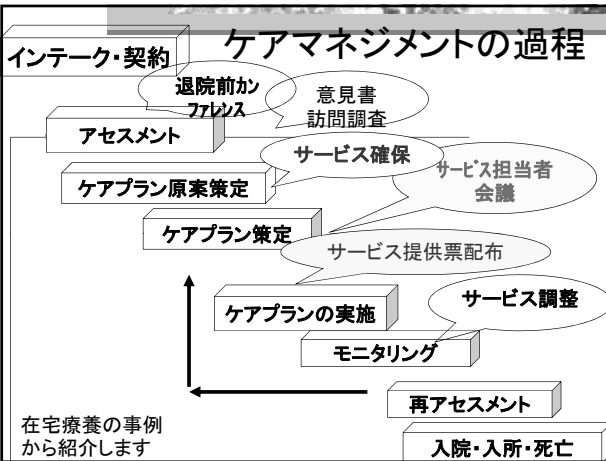 ケアマネジメントの過程
インテーク・契約
退院前カン
ファレンス
意見書
訪問調査
アセスメント
サービス確保
サービス担当者
会議
ケアプラン原案策定
ケアプラン策定
サービス提供票配布
サービス調整
ケアプランの実施
モニタリング
再アセスメント
在宅療養の事例
から紹介します
入院・入所・死亡